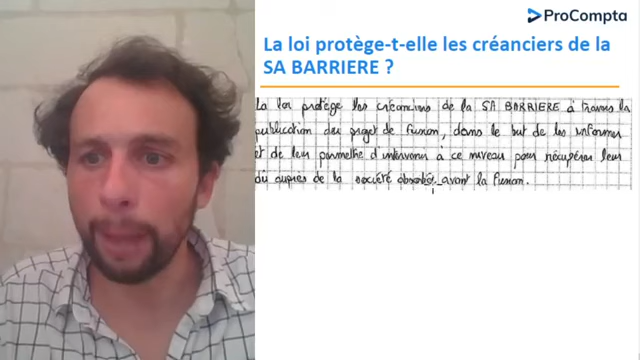 ProCompta
La loi protège-t-elle les créanciers de la
SA BARRIERE ?
La loi protège les créanciers de la SA BARRIERE à travers la
publication du projet de fusion, dans le but de les informer
et de leur permettre d'intervenir à ce niveau pour récupérer leur
dû auprès de la société absorbée avant la fusion.